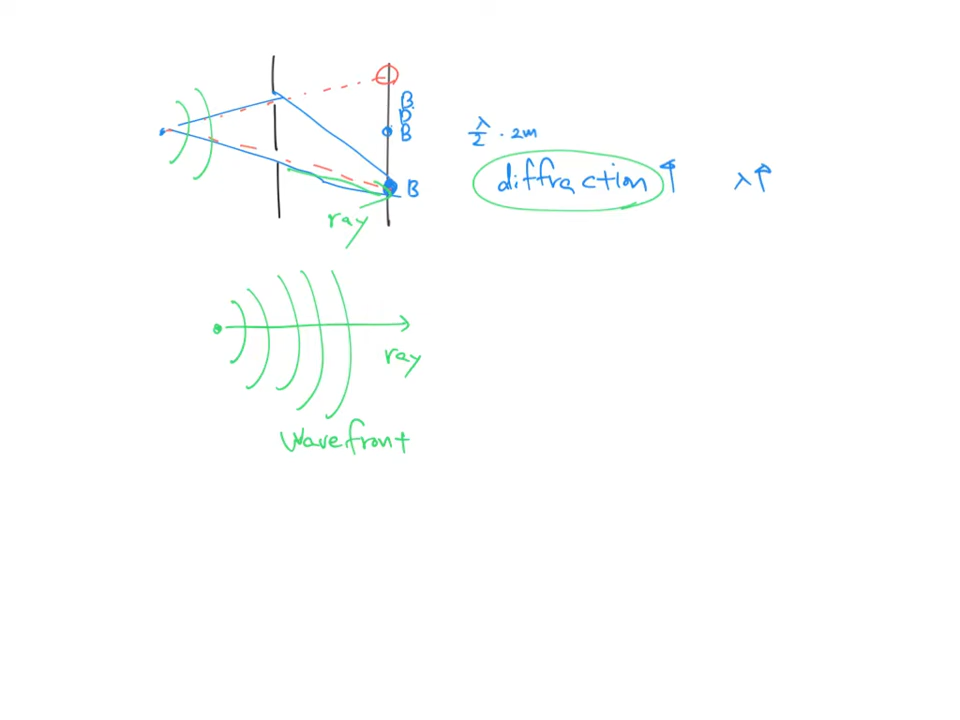 B
B
B
λ/2 · 2m
diffraction↑ λ↑
B
ray
ray
Wavefront